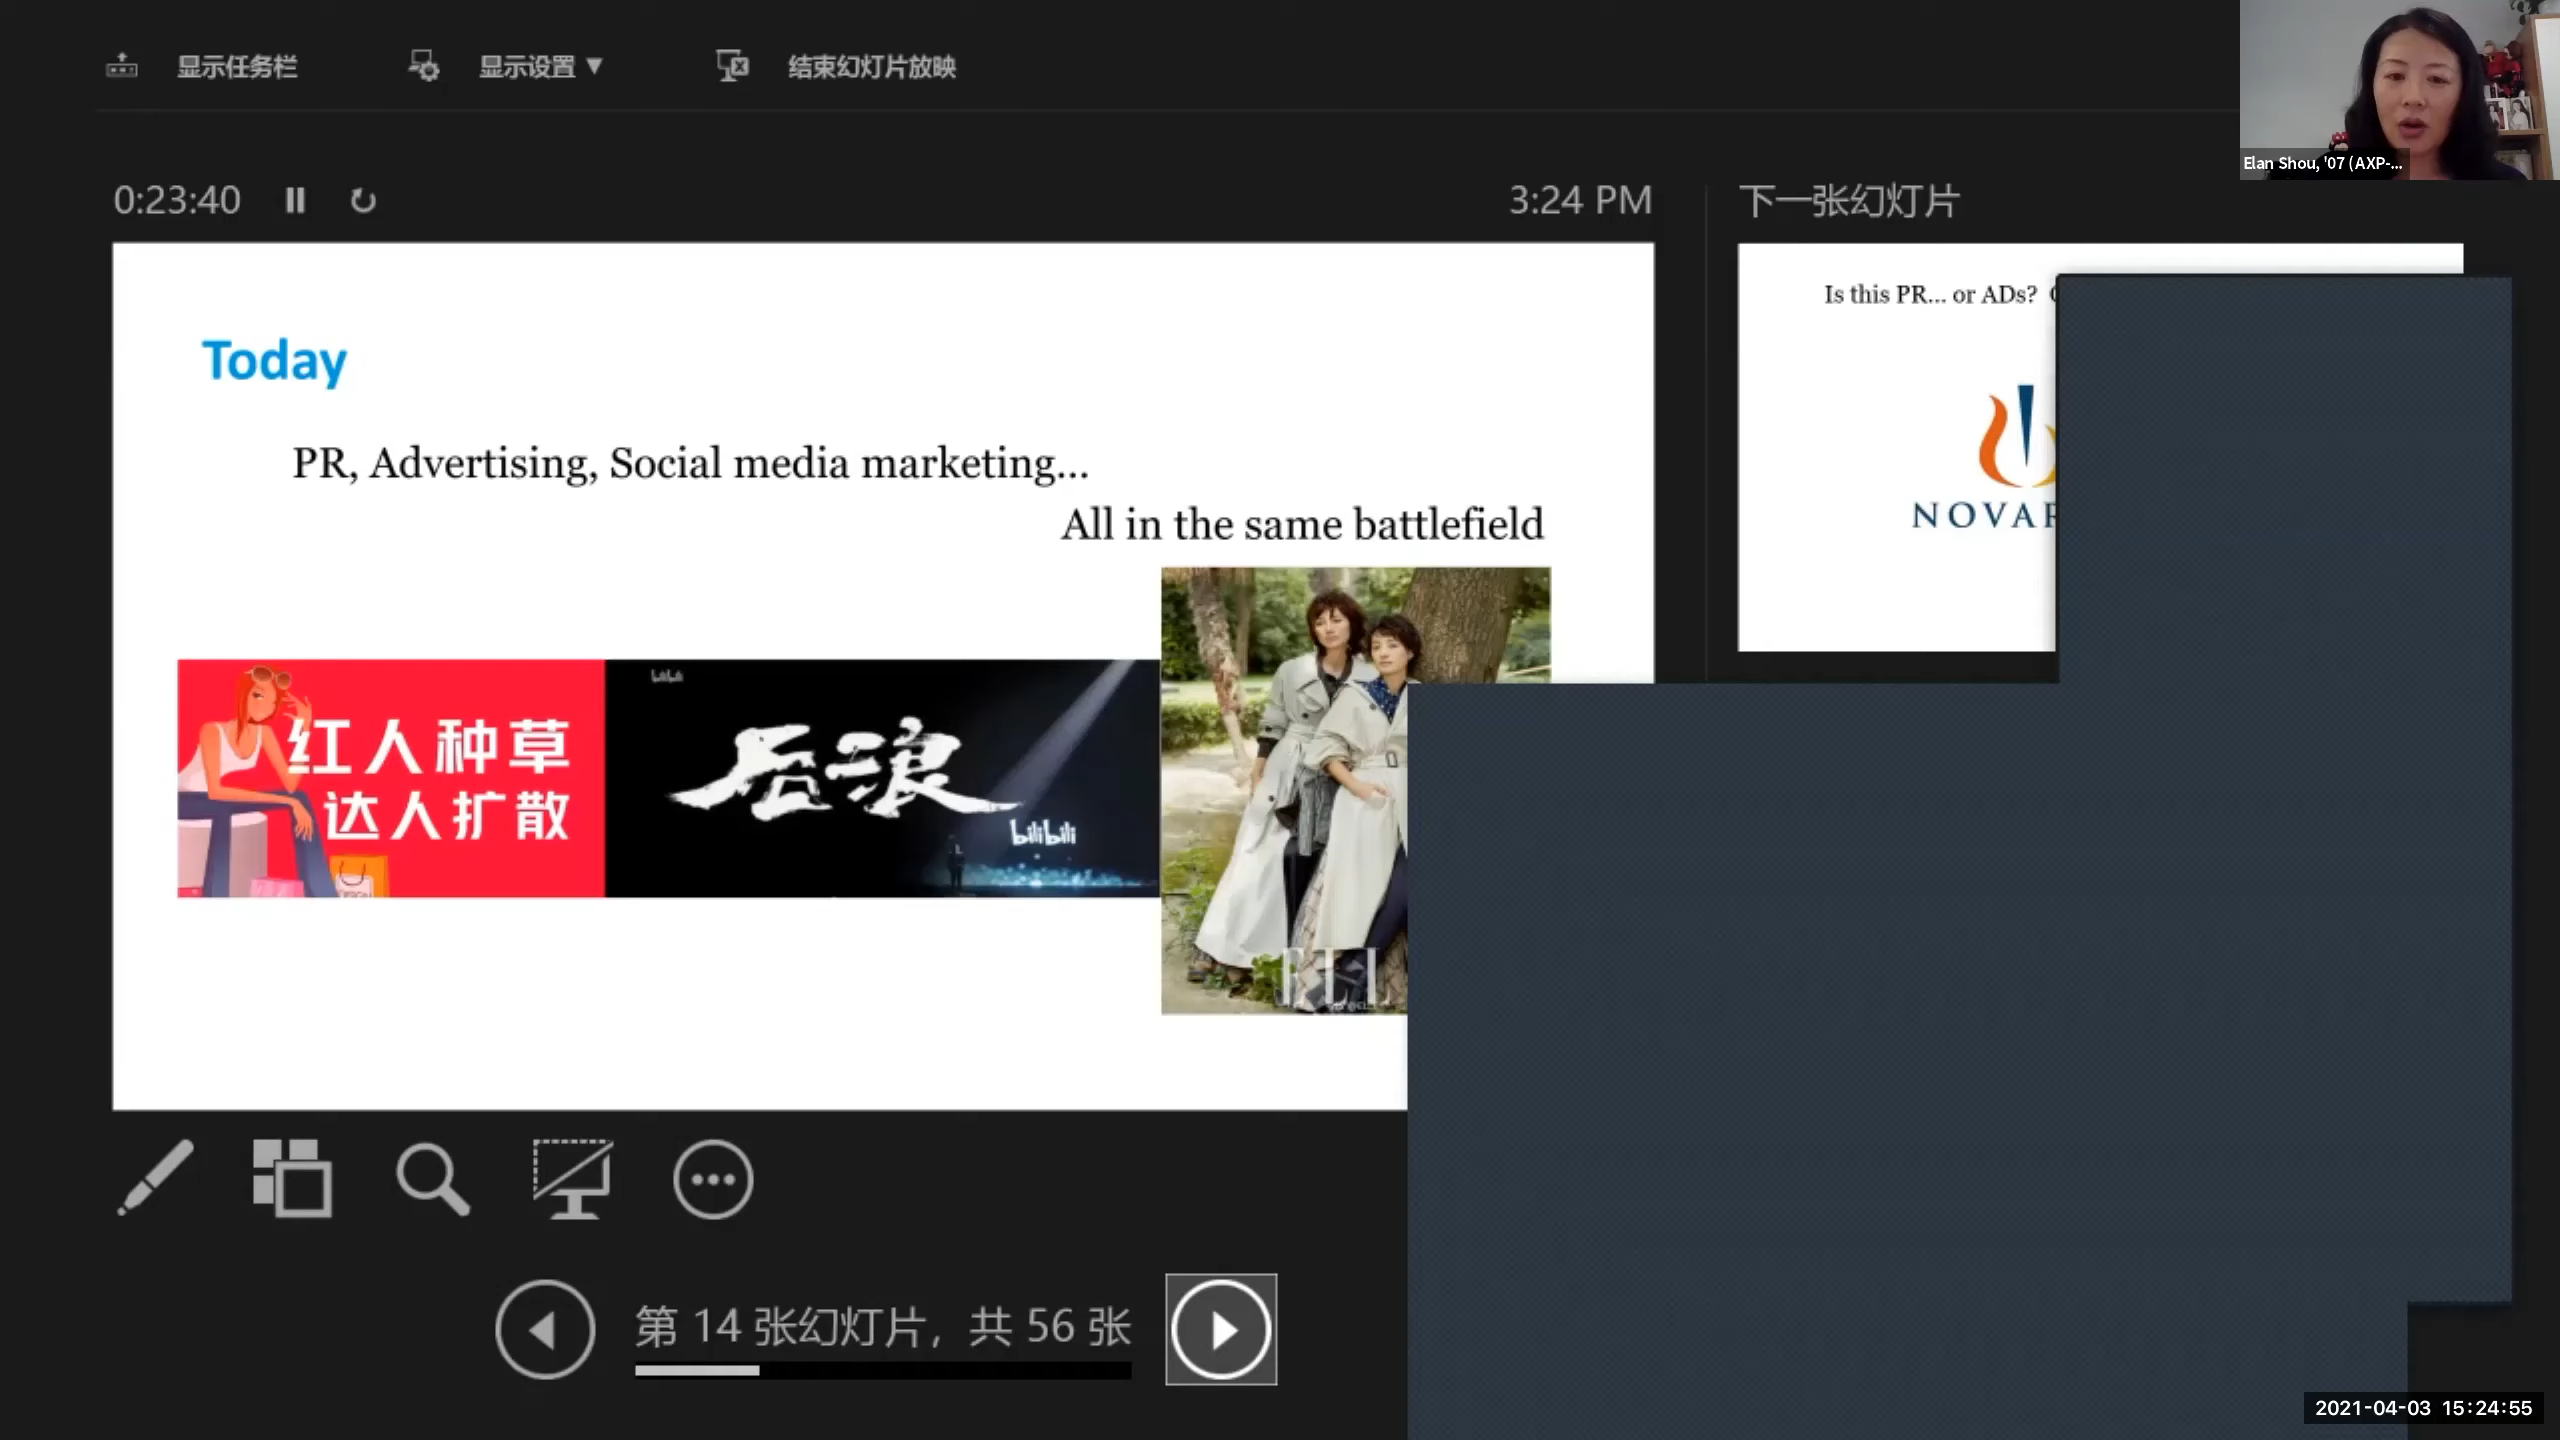 显示任务栏
显示设置 ▼
结束幻灯片放映
Elan Shou, '07 (AXP-...
0:23:40
3:24 PM
下一张幻灯片
Today
PR, Advertising, Social media marketing...
All in the same battlefield
红人种草
达人扩散
bilibili
后浪
bilibili
ELL
Is this PR... or ADs?
NOVAR
第 14 张幻灯片，共 56 张
2021-04-03 15:24:55